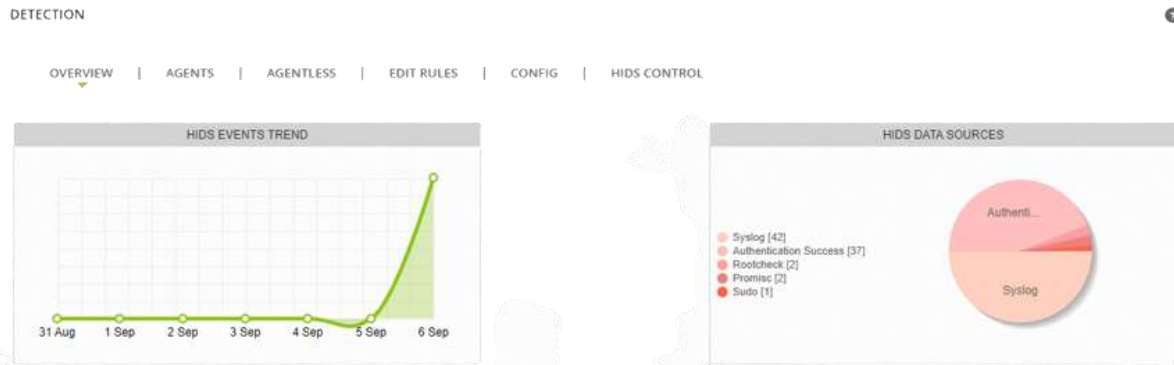 DETECTION
OVERVIEW | AGENTS | AGENTLESS | EDIT RULES | CONFIG | HIDS CONTROL
HIDS EVENTS TREND
31 Aug 1 Sep 2 Sep 3 Sep 4 Sep 5 Sep 6 Sep
HIDS DATA SOURCES
Syslog [42]
Authentication Success [37]
Rootcheck [2]
Promisc [2]
Sudo [1]
Authenti...
Syslog